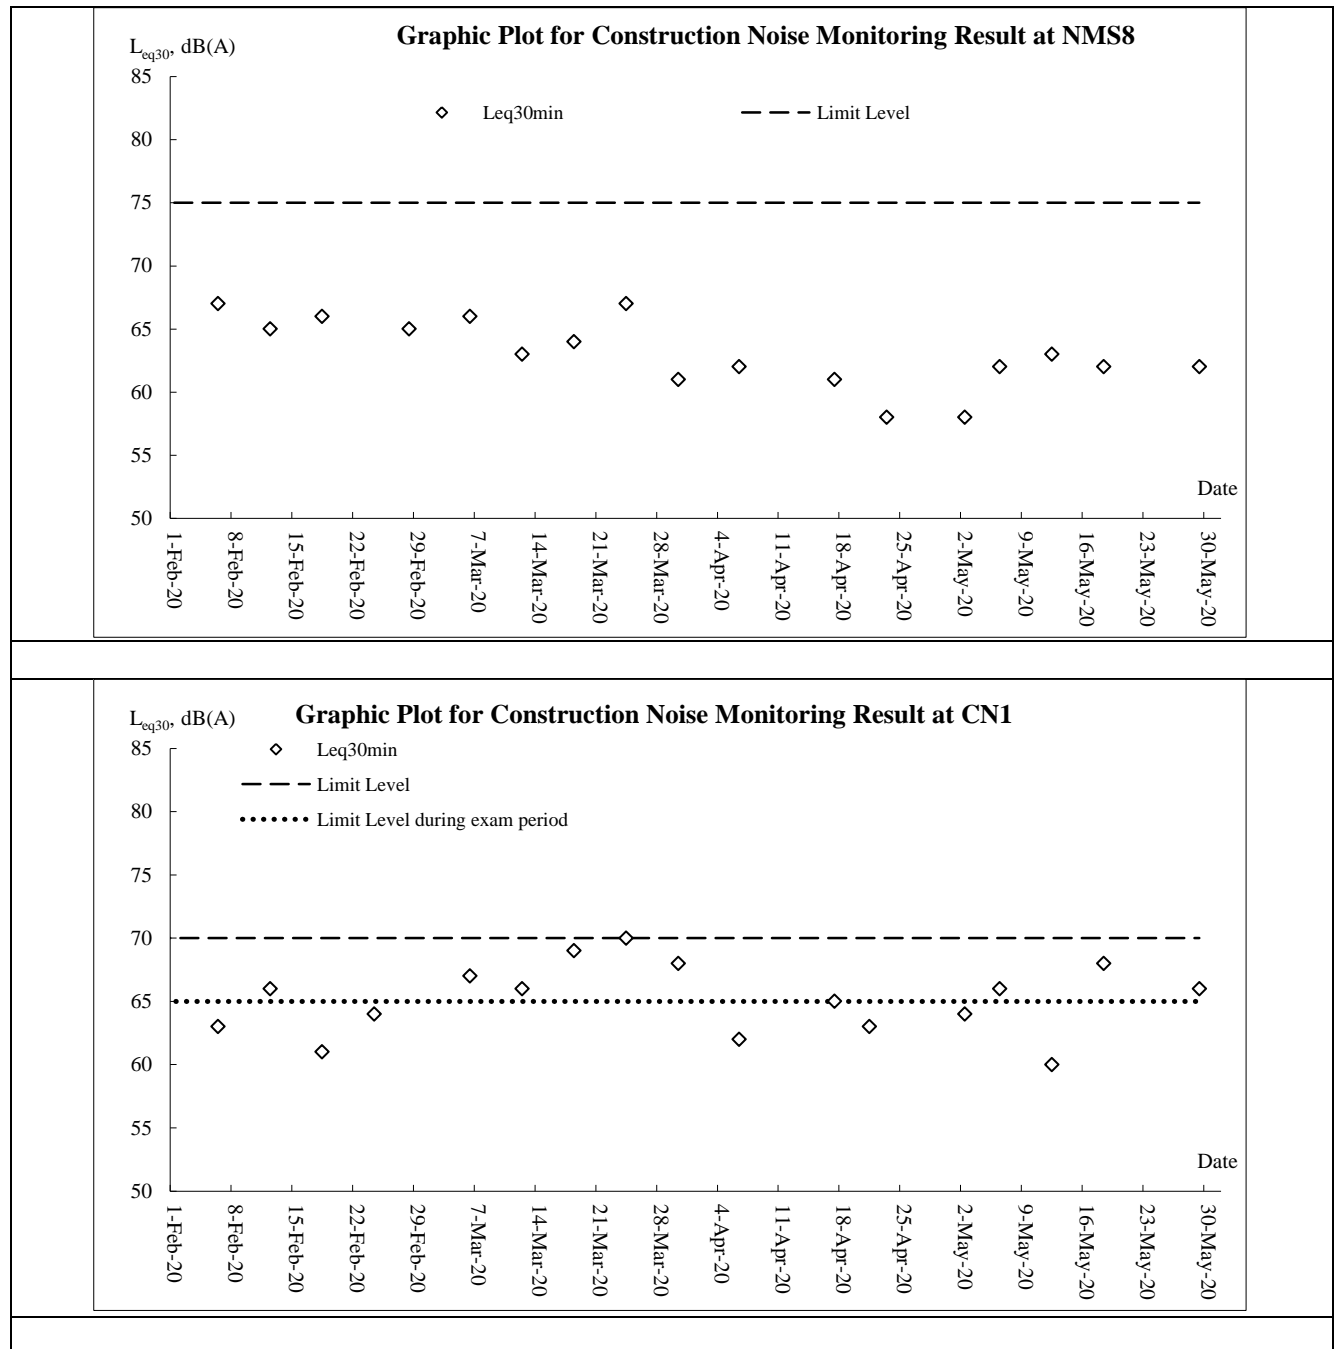 Graphic Plot for Construction Noise Monitoring Result at NMS8
Leq30, dB(A)
85
Leq30min
Limit Level
80
75
70
65
60
55
Date
50
1-Feb-20
8-Feb-20
15-Feb-20
22-Feb-20
29-Feb-20
7-Mar-20
14-Mar-20
21-Mar-20
28-Mar-20
4-Apr-20
11-Apr-20
18-Apr-20
25-Apr-20
2-May-20
9-May-20
16-May-20
23-May-20
30-May-20
Graphic Plot for Construction Noise Monitoring Result at CN1
Leq30, dB(A)
Leq30min
85
Limit Level
80
Limit Level during exam period
75
70
65
60
55
Date
50
1-Feb-20
8-Feb-20
15-Feb-20
22-Feb-20
29-Feb-20
7-Mar-20
14-Mar-20
21-Mar-20
28-Mar-20
4-Apr-20
11-Apr-20
18-Apr-20
25-Apr-20
2-May-20
9-May-20
16-May-20
23-May-20
30-May-20